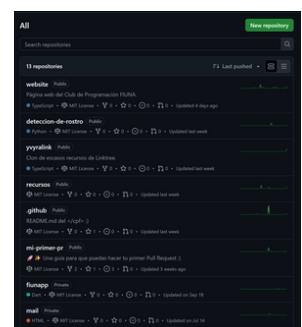 All
New repository
Search repositories
13 repositories
Last pushed
website Public
Página web del Club de Programación FIUNA.
TypeScript • MIT License • 0 • 0 • 0 • 0 • Updated 4 days ago
deteccion-de-rostro Public
Python • MIT License • 0 • 0 • 0 • 0 • Updated last week
yvyralink Public
Clon de escasos recursos de Linktree.
TypeScript • MIT License • 0 • 0 • 0 • 0 • Updated last week
recursos Public
MIT License • 0 • 0 • 0 • 0 • Updated last week
.github Public
README.md del </cpf> :)
MIT License • 0 • 0 • 0 • 0 • Updated last week
mi-primer-pr Public
🚀 ✨ Una guía para que puedas hacer tu primer Pull Request :)
MIT License • 0 • Updated 3 weeks ago
fiunapp Private
Dart • MIT License • 0 • 0 • 0 • 0 • Updated on Sep 18
mail Private
HTML • MIT License • 0 • 0 • 0 • 0 • Updated on Jul 14